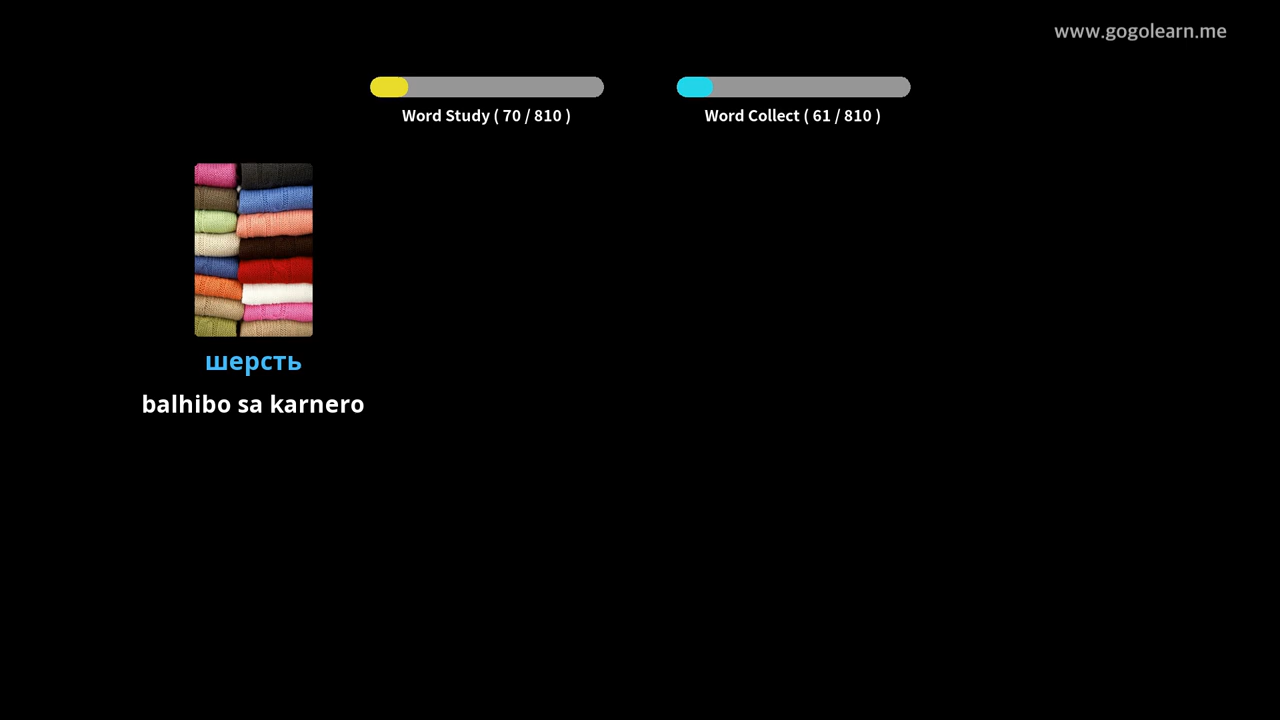 www.gogolearn.me
Word Study ( 70 / 810 )
Word Collect ( 61 / 810 )
шерсть
balhibo sa karnero